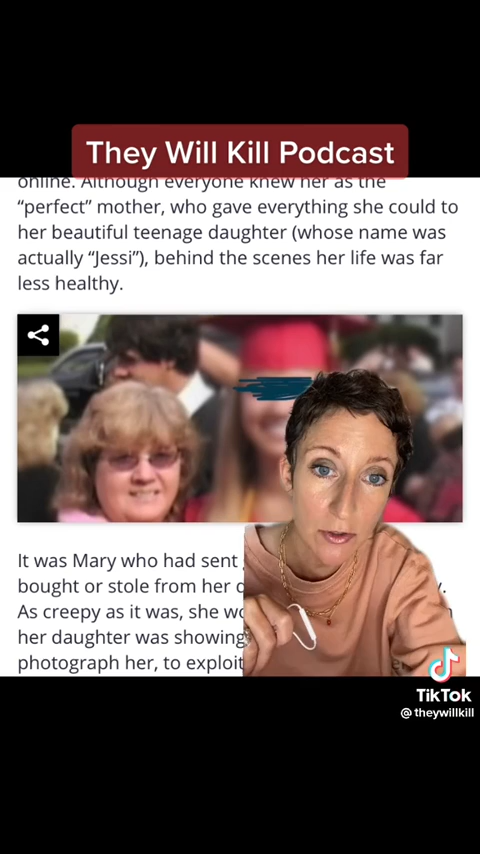 They Will Kill Podcast
online. Although everyone knew her as the
“perfect” mother, who gave everything she could to
her beautiful teenage daughter (whose name was
actually “Jessi”), behind the scenes her life was far
less healthy.
It was Mary who had sent
bought or stole from her
As creepy as it was, she
her daughter was showing
photograph her, to exploit
TikTok
@theywillkill